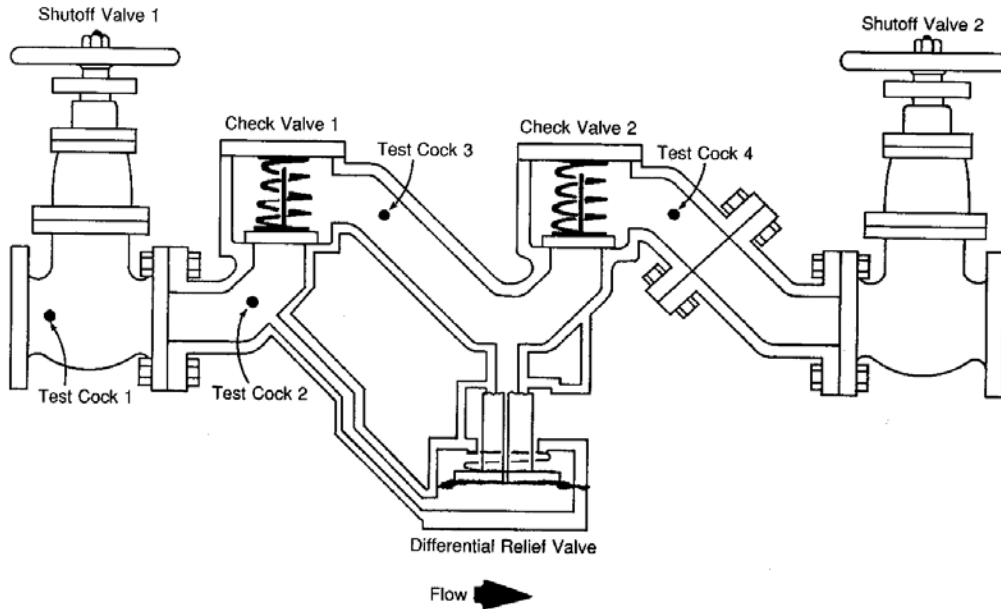 Shutoff Valve 1
Shutoff Valve 2
Check Valve 1
Test Cock 3
Check Valve 2
Test Cock 4
Test Cock 1
Test Cock 2
Differential Relief Valve
Flow